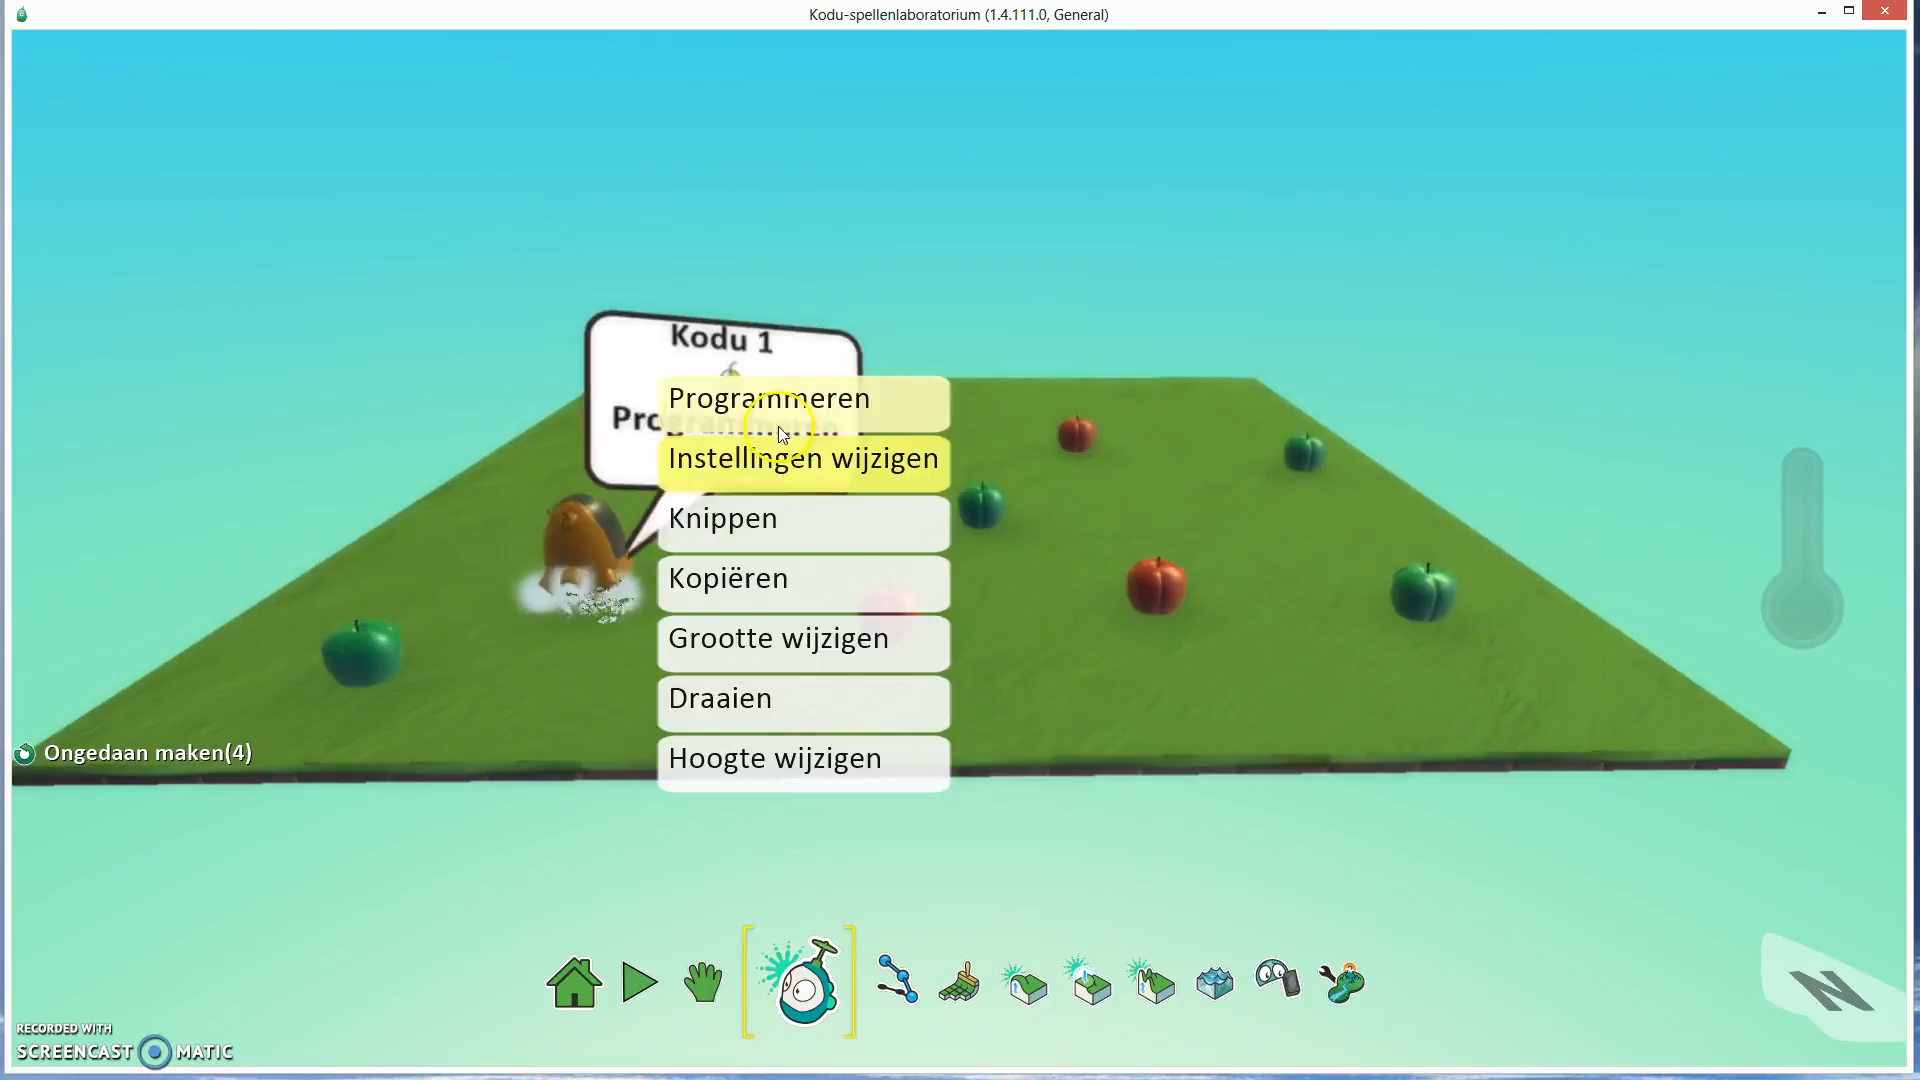 Kodu-spellenlaboratorium (1.4.111.0, General)
Kodu 1
Programmeren
Programmeren
Instellingen wijzigen
Knippen
Kopiëren
Grootte wijzigen
Draaien
Hoogte wijzigen
Ongedaan maken(4)
N
RECORDED WITH
SCREENCAST MATIC